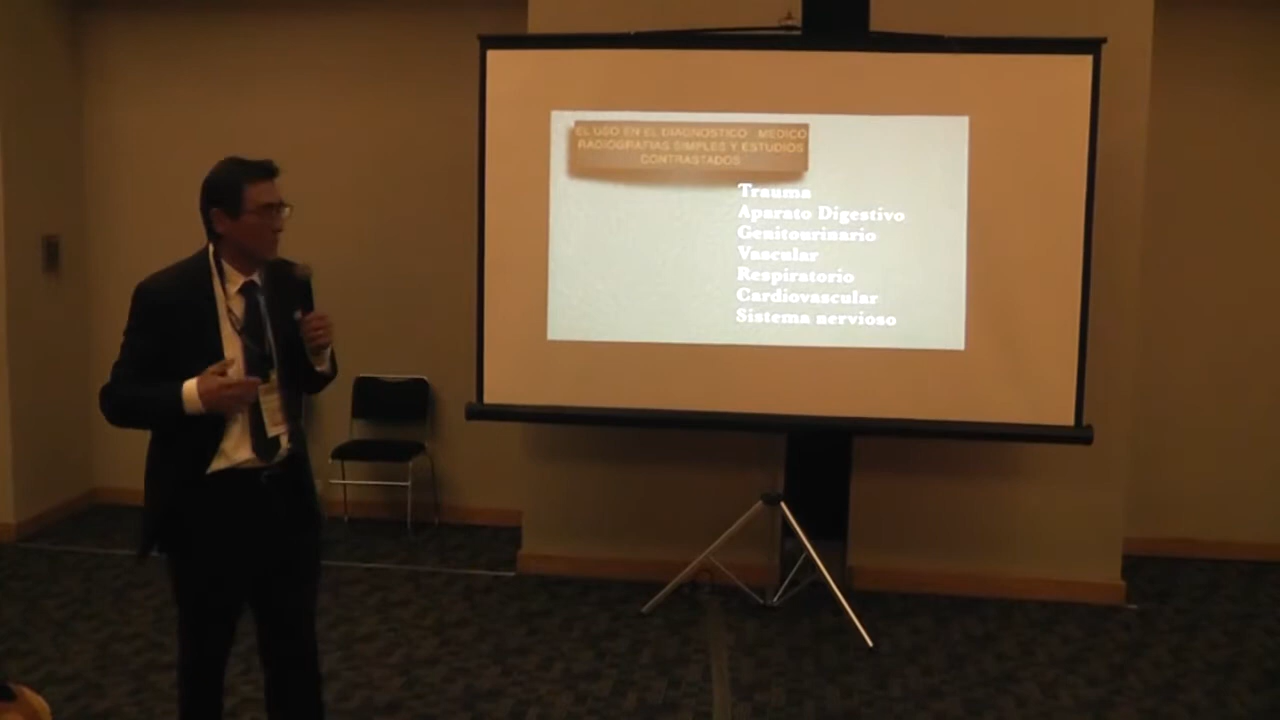 EL USO EN EL DIAGNOSTICO MEDICO
RADIOGRAFIAS SIMPLES Y ESTUDIOS
CONTRASTADOS
Trauma
Aparato Digestivo
Genitourinario
Vascular
Respiratorio
Cardiovascular
Sistema nervioso